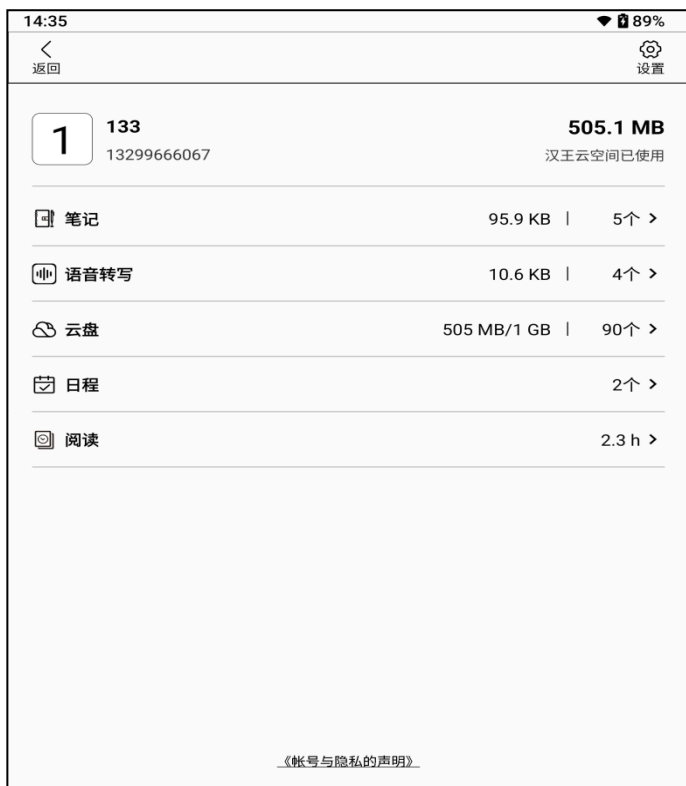 14:35 89%
返回 设置
1 133 505.1 MB
13299666067 汉王云空间已使用
笔记 95.9 KB | 5个
语音转写 10.6 KB | 4个
云盘 505 MB/1 GB | 90个
日程 2个
阅读 2.3 h
《帐号与隐私的声明》